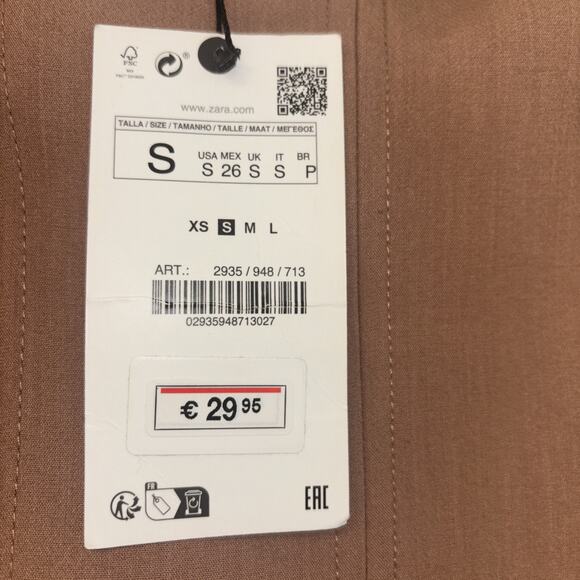 FSC
www.zara.com
TALLA / SIZE / TAMANHO / TAILLE / MAAT / ΜΕΓΕΘΟΣ
S
USA MEX UK IT BR
S 26 S S P
XS S M L
ART.: 2935 / 948 / 713
02935948713027
€ 29 95
FR
EAC